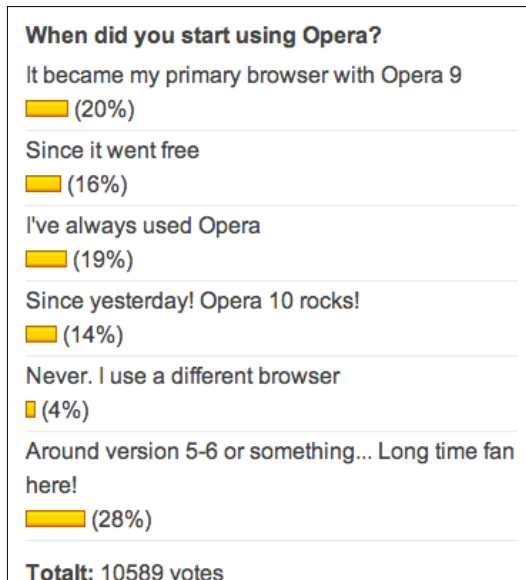 When did you start using Opera?
It became my primary browser with Opera 9
(20%)
Since it went free
(16%)
I've always used Opera
(19%)
Since yesterday! Opera 10 rocks!
(14%)
Never. I use a different browser
(4%)
Around version 5-6 or something... Long time fan
here!
(28%)
Totalt: 10589 votes